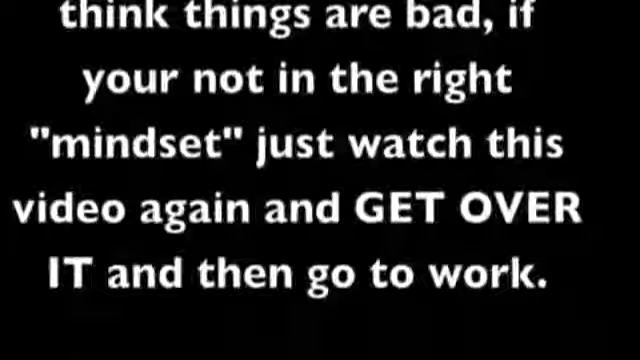 think things are bad, if
your not in the right
"mindset" just watch this
video again and GET OVER
IT and then go to work.